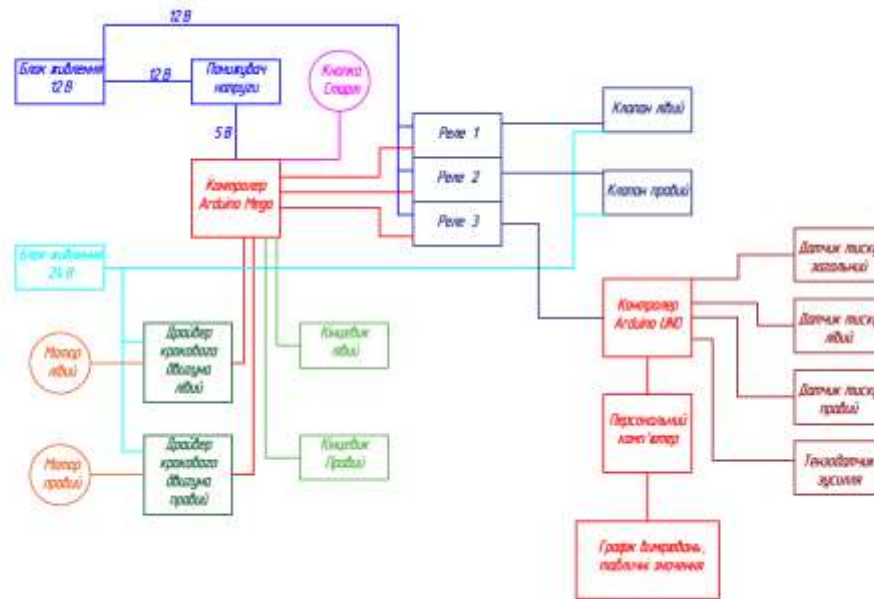 12 В
Блок живлення
12 В
12 В
Понижувач
напруги
Кнопка
Старт
5 В
Контролер
Arduino Mega
Реле 1
Реле 2
Реле 3
Клапан лівий
Клапан правий
Блок живлення
24 В
Мотор
лівий
Драйвер
крокового
двигуна
лівий
Кінцевик
лівий
Мотор
правий
Драйвер
крокового
двигуна
правий
Кінцевик
Правий
Контролер
Arduino UNO
Персональний
комп'ютер
Графік вимірювань,
табличні значення
Датчик тиску
загальний
Датчик тиску
лівий
Датчик тиску
правий
Тензодатчик
зусилля